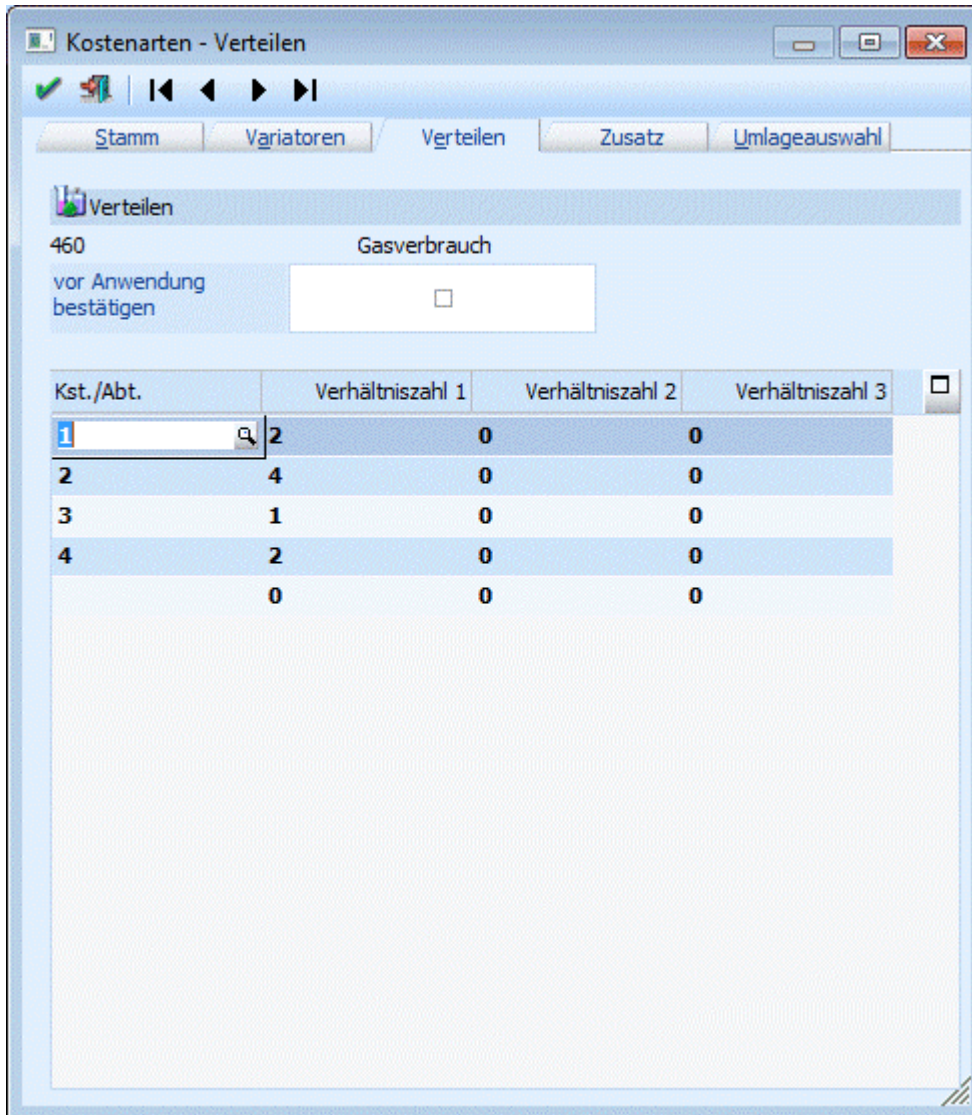 Kostenarten - Verteilen
Stamm Variatoren Verteilen Zusatz Umlageauswahl
Verteilen
460 Gasverbrauch
vor Anwendung
bestätigen
Kst./Abt. Verhältniszahl 1 Verhältniszahl 2 Verhältniszahl 3
1 2 0 0
2 4 0 0
3 1 0 0
4 2 0 0
0 0 0